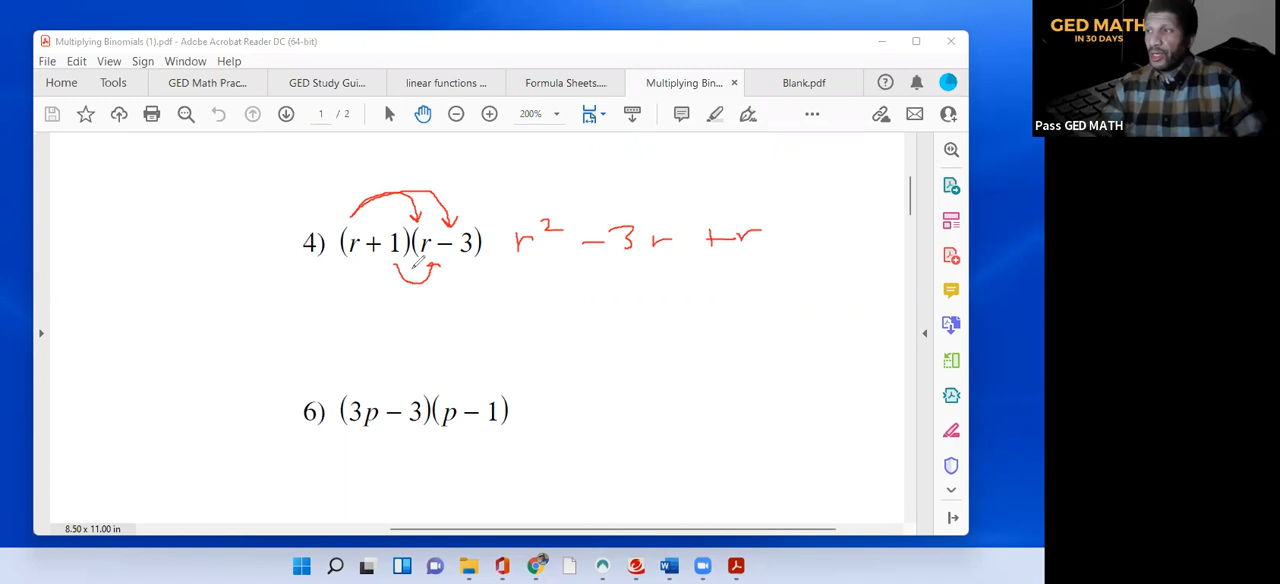 GED MATH
IN 30 DAYS
Pass GED MATH
Multiplying Binomials (1).pdf - Adobe Acrobat Reader DC (64-bit)
File Edit View Sign Window Help
Home Tools GED Math Prac... GED Study Gui... linear functions ... Formula Sheets.... Multiplying Bin... × Blank.pdf
1 / 2 200%
4) (r + 1)(r − 3) r² − 3r + r
6) (3p − 3)(p − 1)
8.50 x 11.00 in